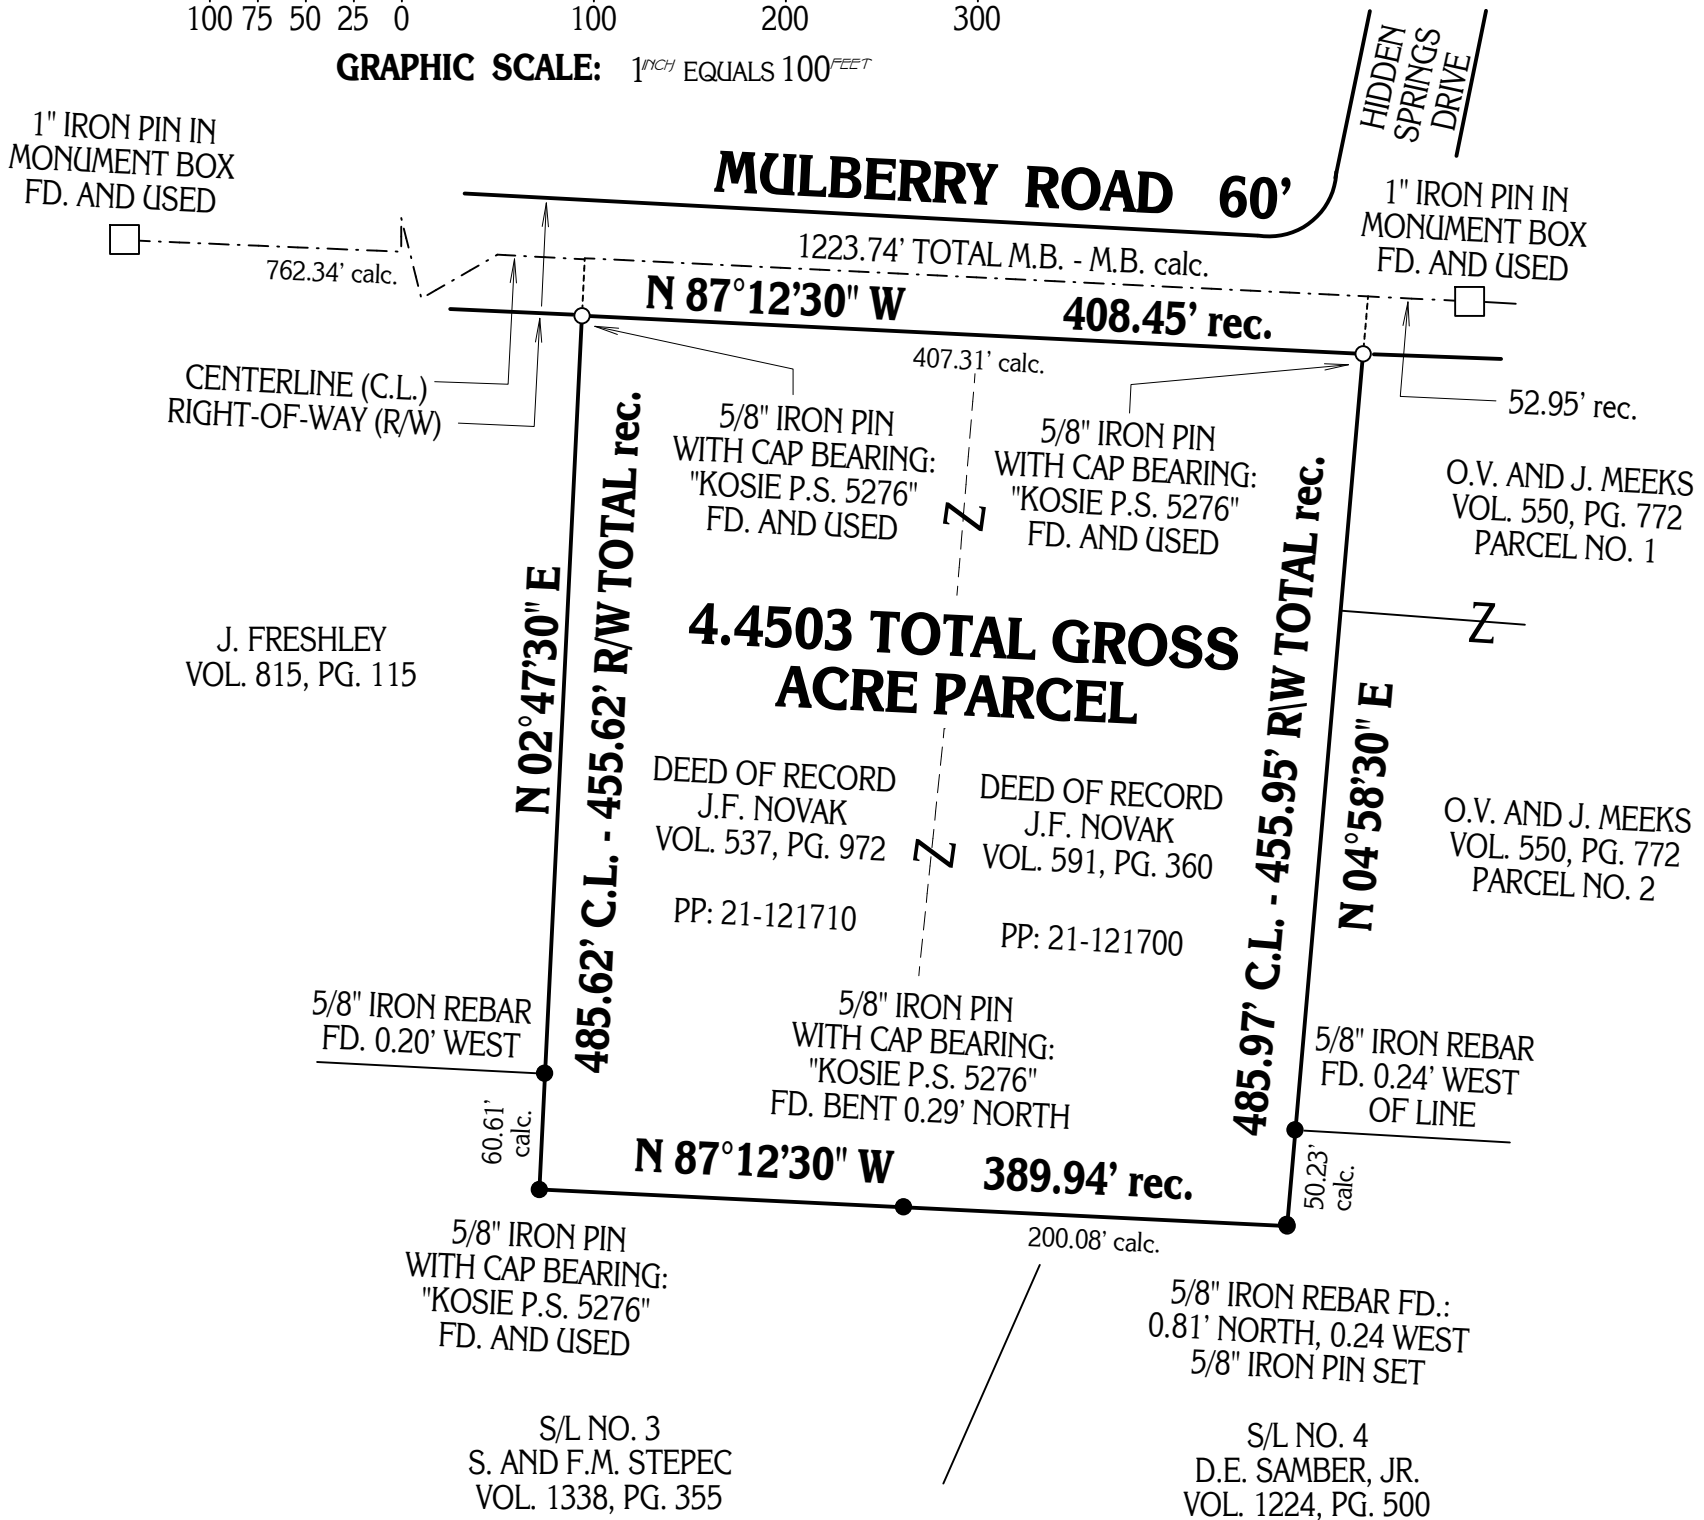 100 75 50 25 0 100 200 300
GRAPHIC SCALE: 1 INCH EQUALS 100 FEET
HIDDEN
SPRINGS
DRIVE
1" IRON PIN IN
MONUMENT BOX
FD. AND USED
MULBERRY ROAD 60'
1" IRON PIN IN
MONUMENT BOX
FD. AND USED
1223.74' TOTAL M.B. - M.B. calc.
762.34' calc.
N 87°12'30" W 408.45' rec.
407.31' calc.
CENTERLINE (C.L.)
RIGHT-OF-WAY (R/W)
52.95' rec.
5/8" IRON PIN
WITH CAP BEARING:
"KOSIE P.S. 5276"
FD. AND USED
5/8" IRON PIN
WITH CAP BEARING:
"KOSIE P.S. 5276"
FD. AND USED
Z
O.V. AND J. MEEKS
VOL. 550, PG. 772
PARCEL NO. 1
N 02°47'30" E
485.62' C.L. - 455.62' R/W TOTAL rec.
485.97' C.L. - 455.95' R\W TOTAL rec.
N 04°58'30" E
J. FRESHLEY
VOL. 815, PG. 115
4.4503 TOTAL GROSS
ACRE PARCEL
Z
DEED OF RECORD
J.F. NOVAK
VOL. 537, PG. 972
PP: 21-121710
Z
DEED OF RECORD
J.F. NOVAK
VOL. 591, PG. 360
PP: 21-121700
O.V. AND J. MEEKS
VOL. 550, PG. 772
PARCEL NO. 2
5/8" IRON REBAR
FD. 0.20' WEST
5/8" IRON PIN
WITH CAP BEARING:
"KOSIE P.S. 5276"
FD. BENT 0.29' NORTH
5/8" IRON REBAR
FD. 0.24' WEST
OF LINE
60.61'
calc.
N 87°12'30" W 389.94' rec.
50.23'
calc.
200.08' calc.
5/8" IRON PIN
WITH CAP BEARING:
"KOSIE P.S. 5276"
FD. AND USED
5/8" IRON REBAR FD.:
0.81' NORTH, 0.24 WEST
5/8" IRON PIN SET
S/L NO. 3
S. AND F.M. STEPEC
VOL. 1338, PG. 355
S/L NO. 4
D.E. SAMBER, JR.
VOL. 1224, PG. 500